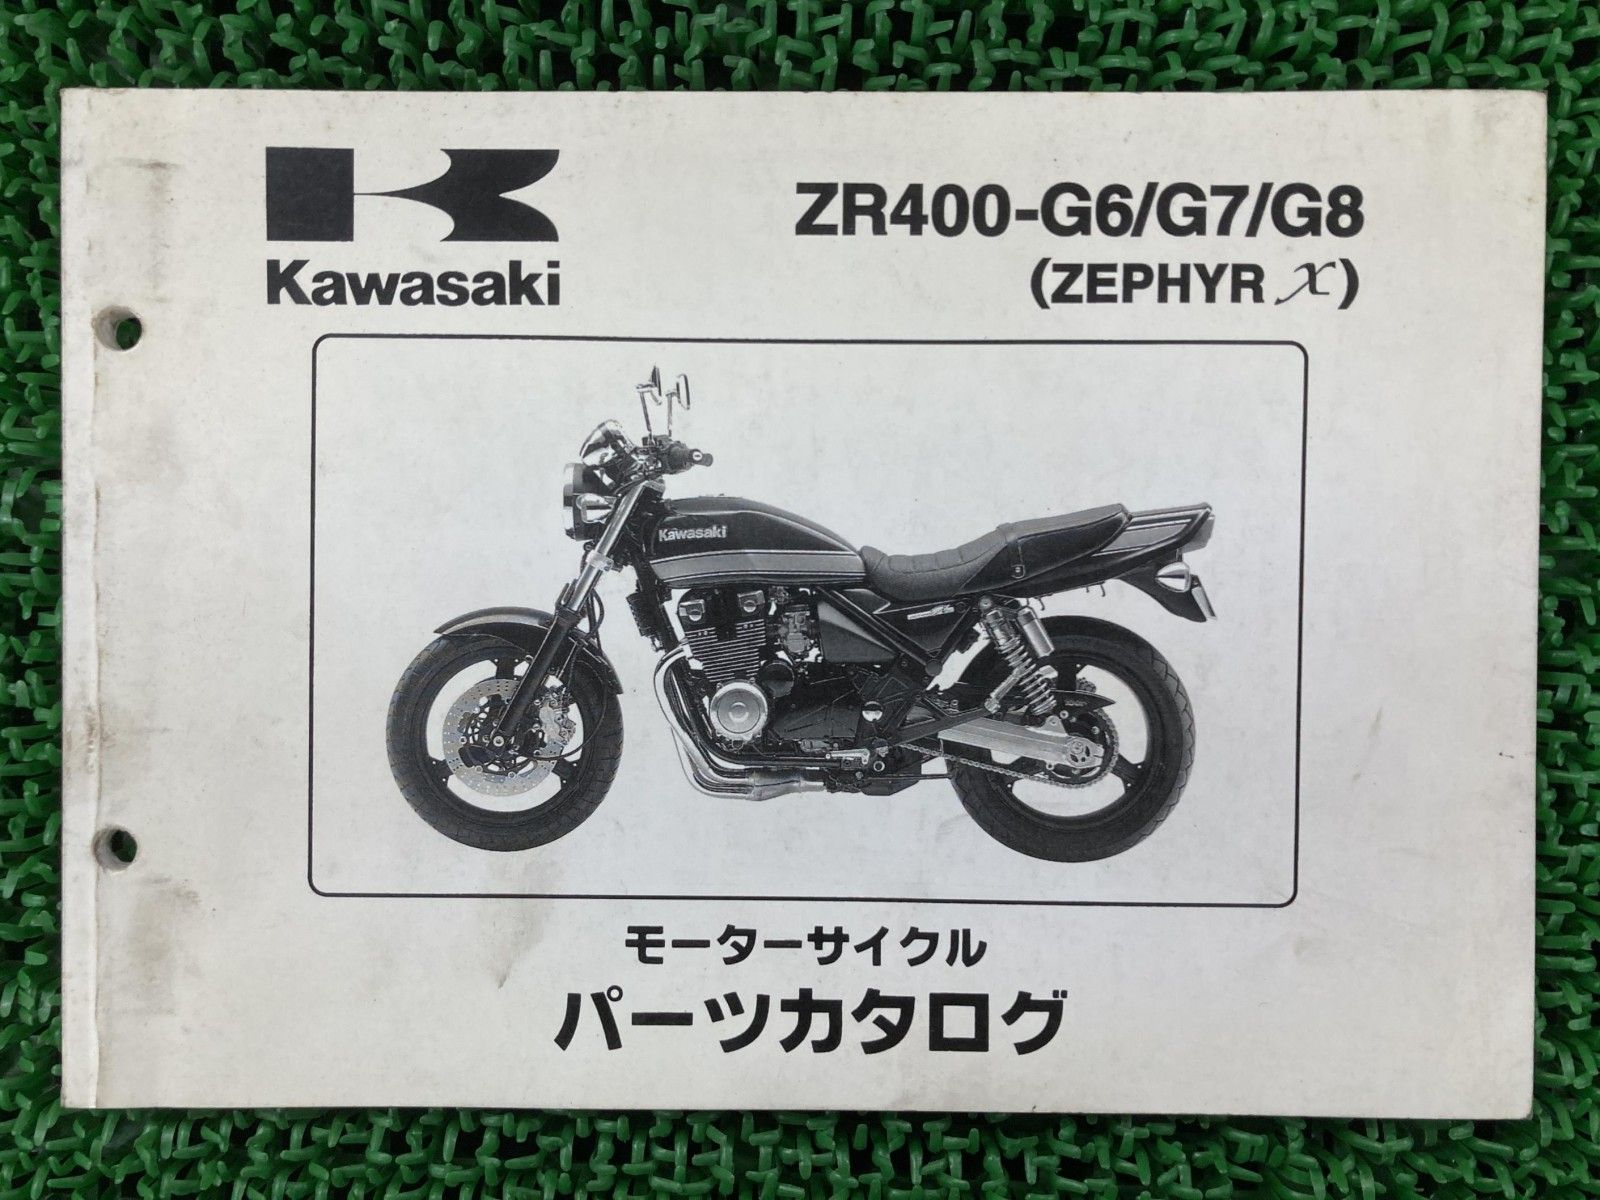 Kawasaki
ZR400-G6/G7/G8
(ZEPHYR χ)
Kawasaki
モーターサイクル
パーツカタログ